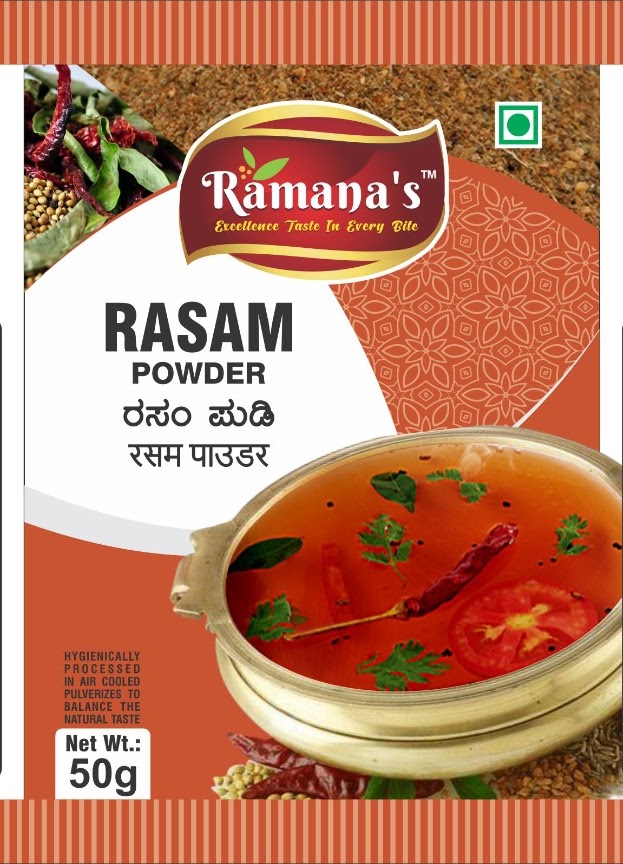 Ramana's™
Excellence Taste In Every Bite
RASAM
POWDER
ರಸಂ ಪುಡಿ
रसम पाउडर
HYGIENICALLY
PROCESSED
IN AIR COOLED
PULVERIZES TO
BALANCE THE
NATURAL TASTE
Net Wt.:
50g